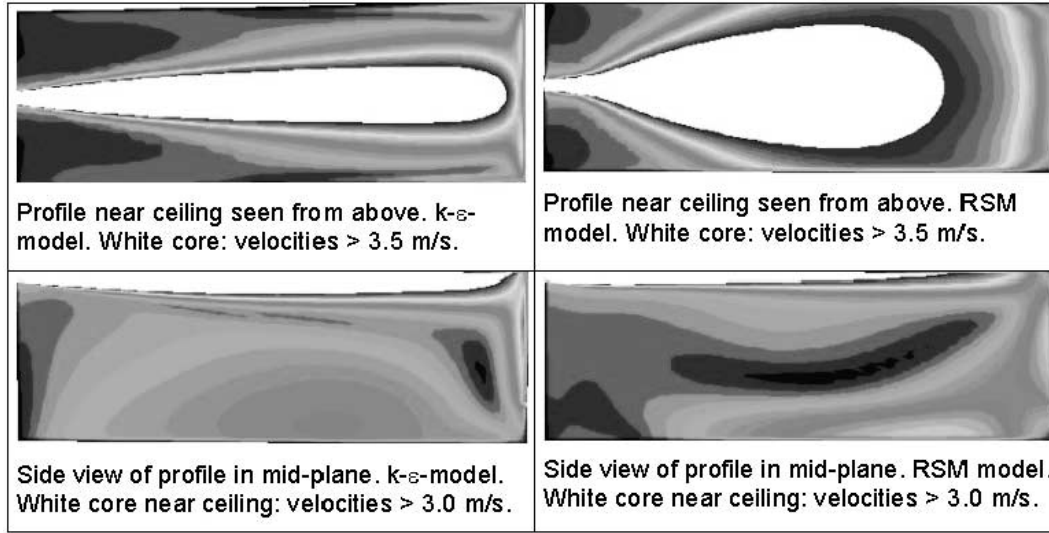 Profile near ceiling seen from above. k-ε-
model. White core: velocities > 3.5 m/s.
Profile near ceiling seen from above. RSM
model. White core: velocities > 3.5 m/s.
Side view of profile in mid-plane. k-ε-model.
White core near ceiling: velocities > 3.0 m/s.
Side view of profile in mid-plane. RSM model.
White core near ceiling: velocities > 3.0 m/s.